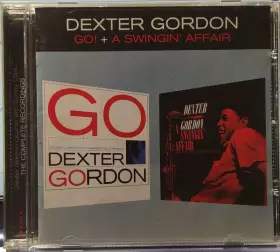 DEXTER GORDON
GO! + A SWINGIN' AFFAIR
THE COMPLETE RECORDINGS
GO
DEXTER
GORDON
DEXTER
GORDON
A SWINGIN'
AFFAIR